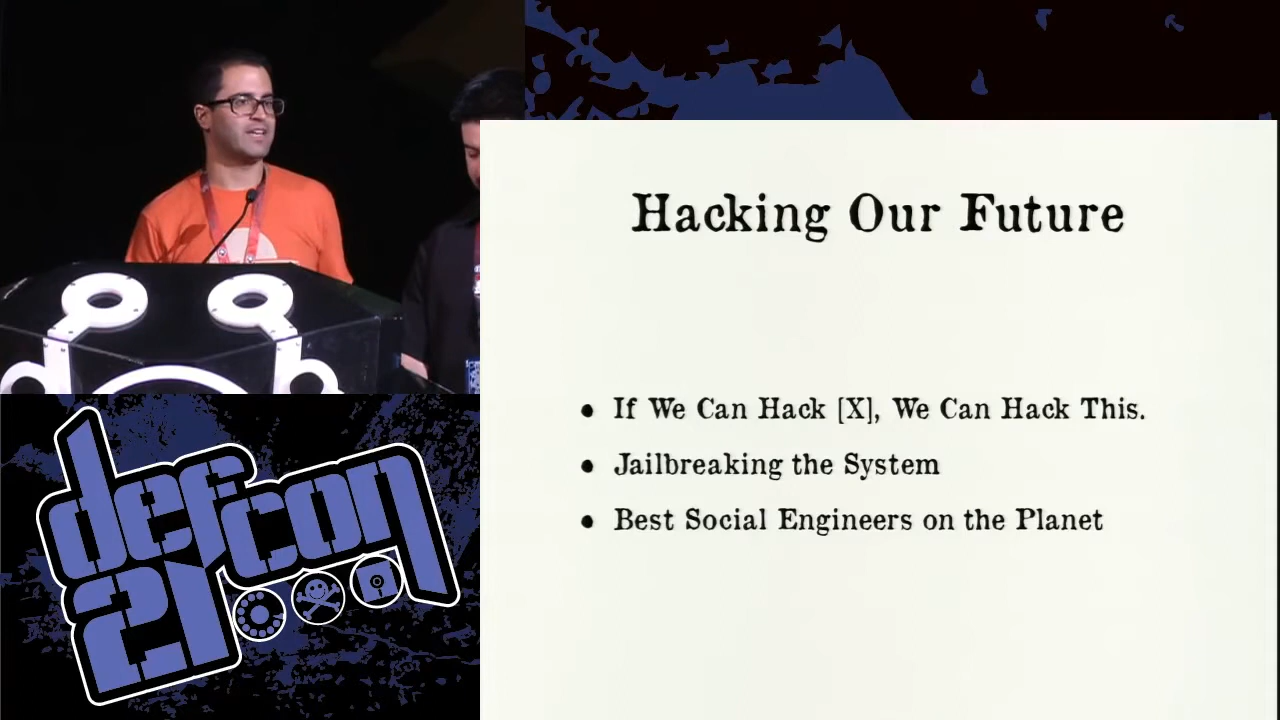 Hacking Our Future
If We Can Hack [X], We Can Hack This.
Jailbreaking the System
Best Social Engineers on the Planet
defcon
21